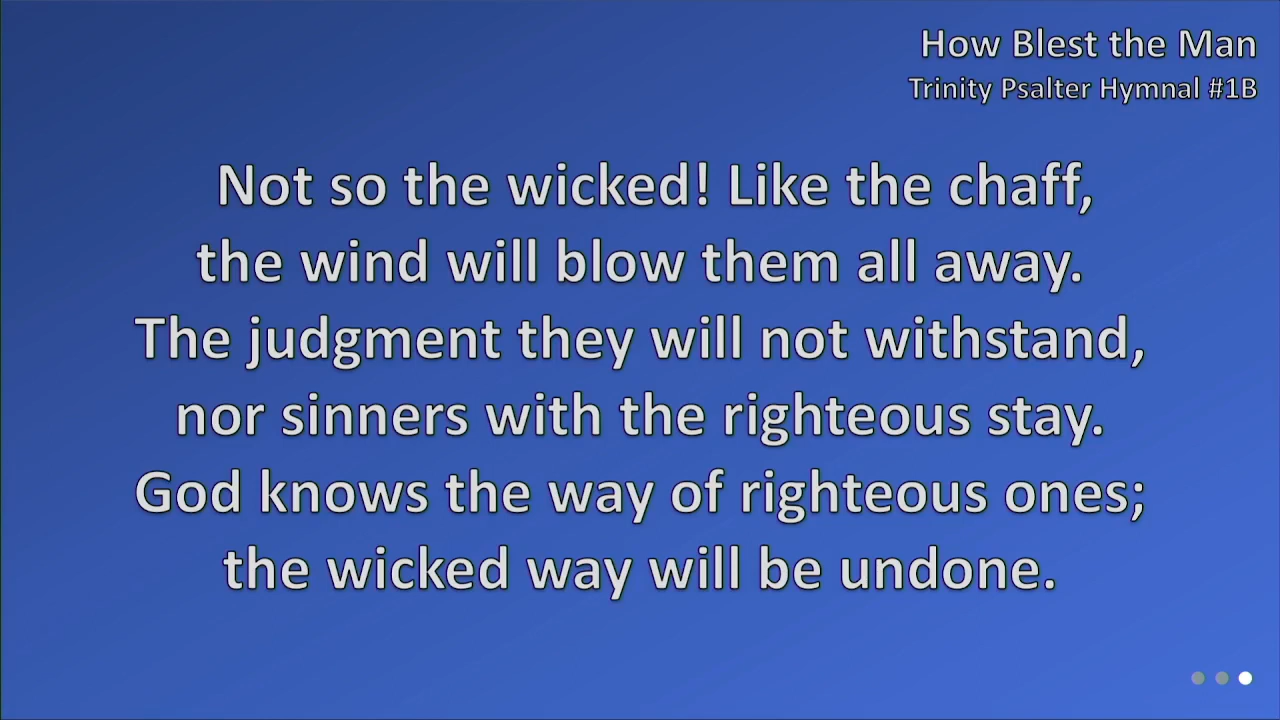 How Blest the Man
Trinity Psalter Hymnal #1B
Not so the wicked! Like the chaff,
the wind will blow them all away.
The judgment they will not withstand,
nor sinners with the righteous stay.
God knows the way of righteous ones;
the wicked way will be undone.